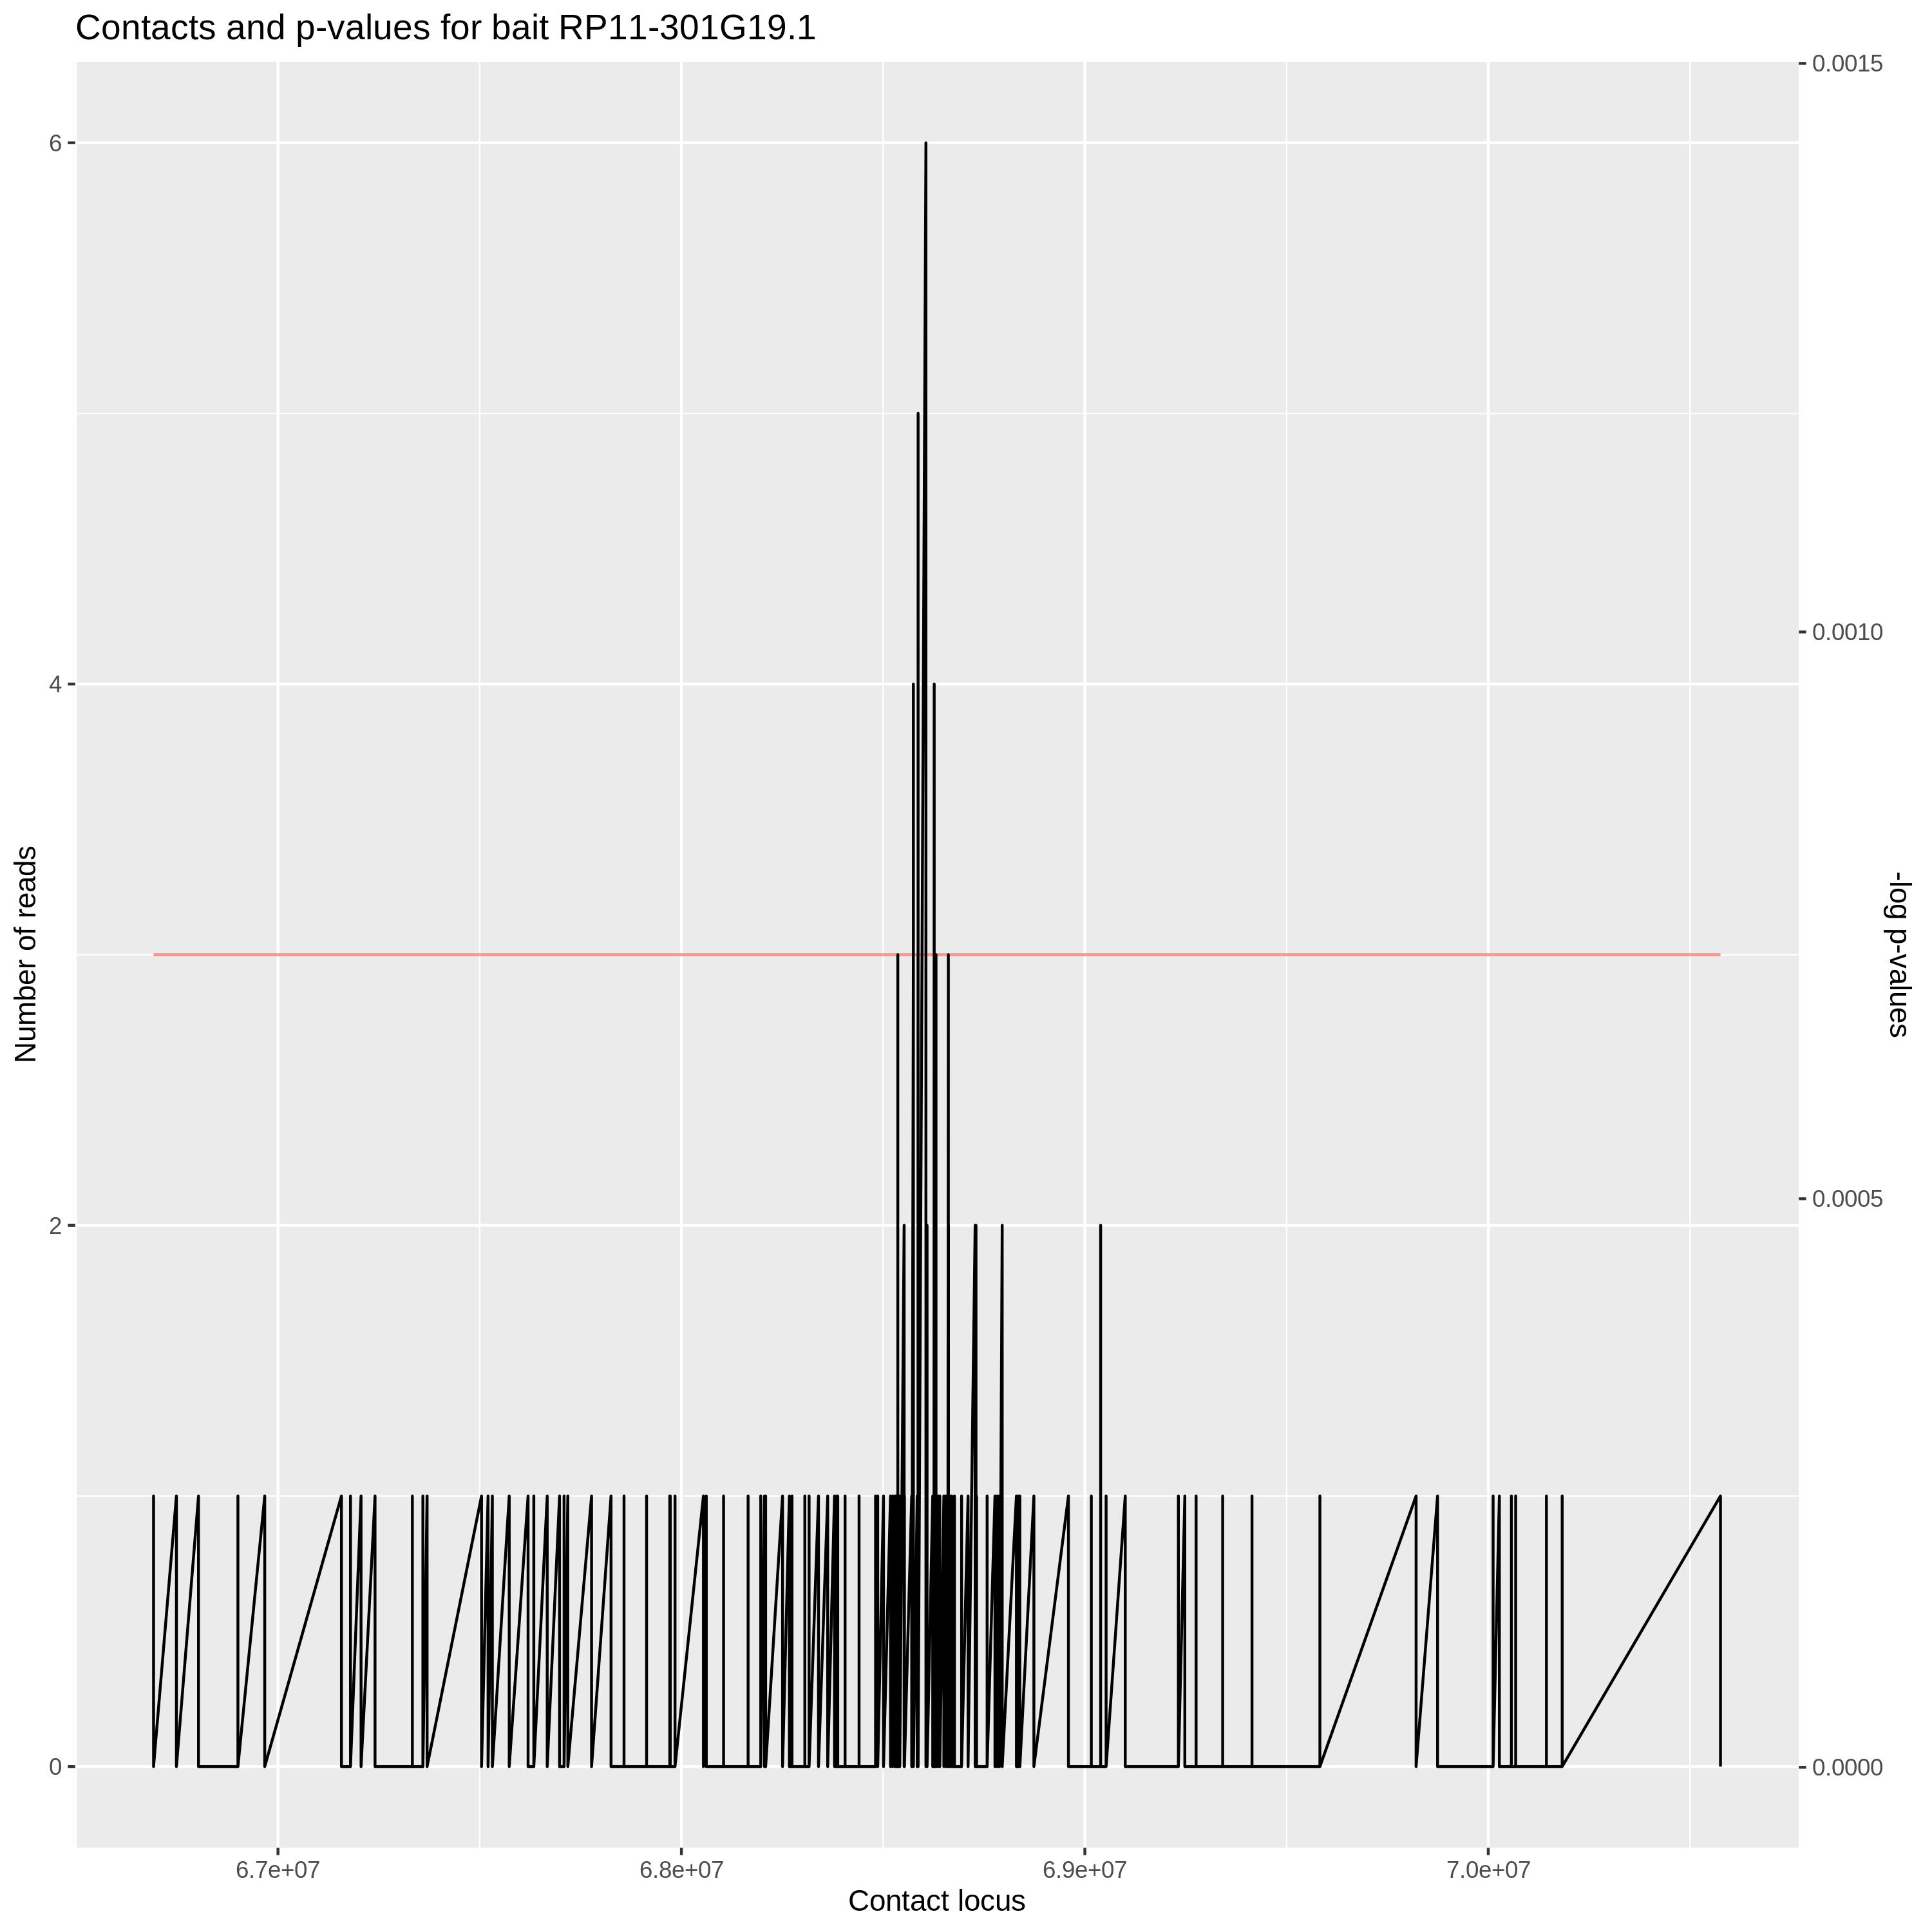 Contacts and p-values for bait RP11-301G19.1
6
4
2
0
Number of reads
0.0015
0.0010
0.0005
0.0000
-log p-values
6.7e+07
6.8e+07
6.9e+07
7.0e+07
Contact locus